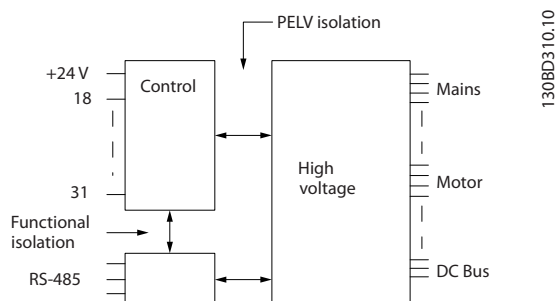 PELV isolation
130BD310.10
+24 V
Control
18
Mains
High
voltage
Motor
31
Functional
isolation
RS-485
DC Bus